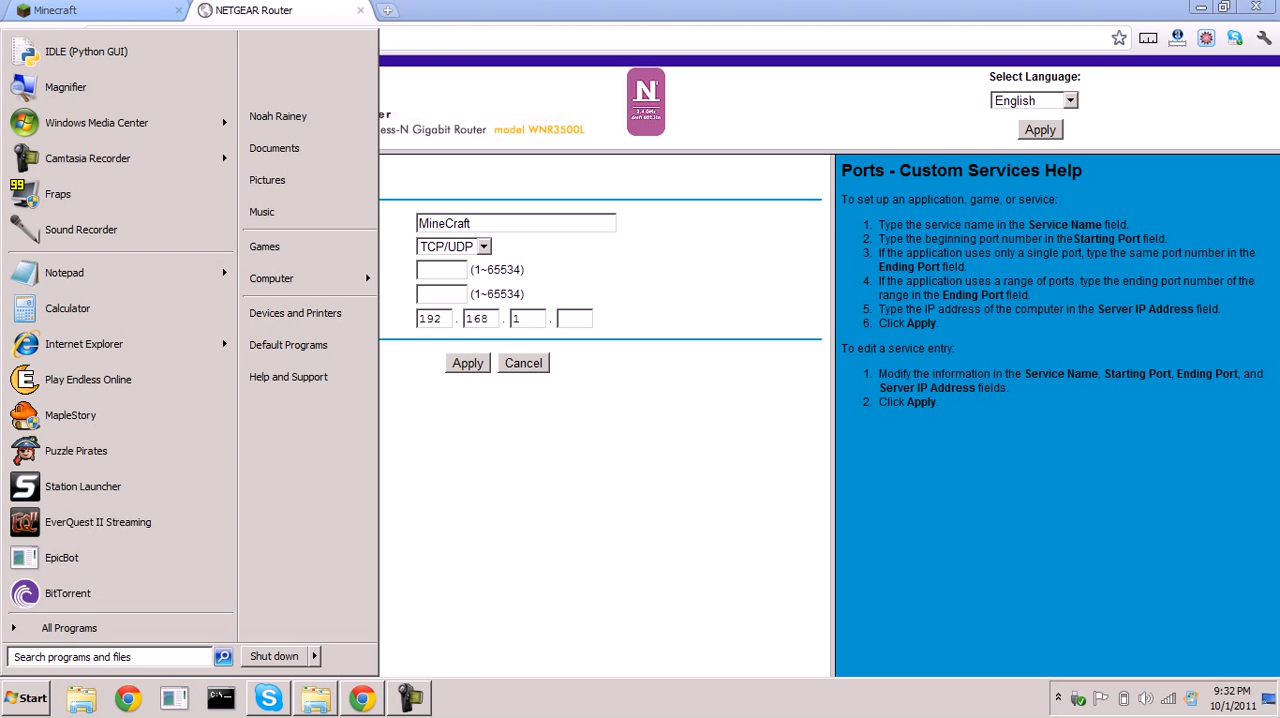 Minecraft
NETGEAR Router
IDLE (Python GUI)
Magnifier
Windows Media Center
Camtasia Recorder
99
Fraps
Sound Recorder
Notepad
Calculator
Internet Explorer
Play Endless Online
MapleStory
Puzzle Pirates
Station Launcher
EverQuest II Streaming
EpicBot
BitTorrent
All Programs
Search programs and files
Noah Rainey
Documents
Pictures
Music
Games
Computer
Devices and Printers
Default Programs
Help and Support
Shut down
er
ess-N Gigabit Router model WNR3500L
N
Select Language:
English
Apply
MineCraft
TCP/UDP
(1~65534)
(1~65534)
192 . 168 . 1 .
Apply Cancel
Ports - Custom Services Help
To set up an application, game, or service:
1. Type the service name in the Service Name field.
2. Type the beginning port number in theStarting Port field.
3. If the application uses only a single port, type the same port number in the
Ending Port field.
4. If the application uses a range of ports, type the ending port number of the
range in the Ending Port field.
5. Type the IP address of the computer in the Server IP Address field.
6. Click Apply.
To edit a service entry:
1. Modify the information in the Service Name, Starting Port, Ending Port, and
Server IP Address fields.
2. Click Apply.
Start
9:32 PM
10/1/2011